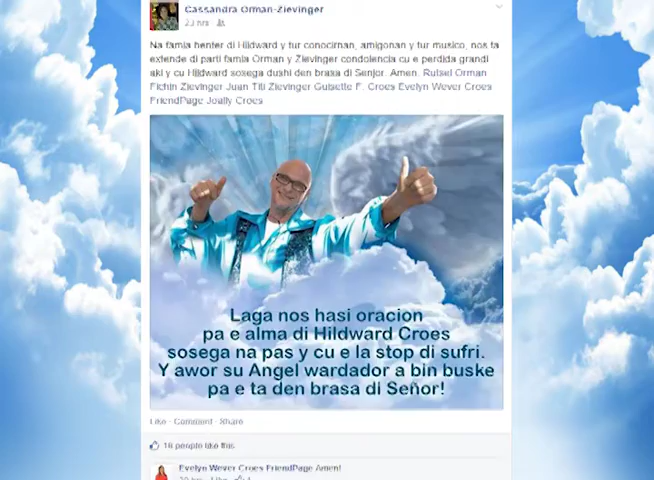 Cassandra Orman-Zievinger
23 hrs
Na famia henter di Hildward y tur conocirnan, amigonan y tur musico, nos ta
extende di parti famia Orman y Zievinger condolencia cu e perdida grandi
aki y cu Hildward sosega dushi den brasa di Senjor. Amen. Rutsel Orman
Fichin Zievinger Juan Titi Zievinger Guisette F. Croes Evelyn Wever Croes
FriendPage Joally Croes
Laga nos hasi oracion
pa e alma di Hildward Croes
sosega na pas y cu e la stop di sufri.
Y awor su Angel wardador a bin buske
pa e ta den brasa di Señor!
Like · Comment · Share
16 people like this.
Evelyn Wever Croes FriendPage Amen!